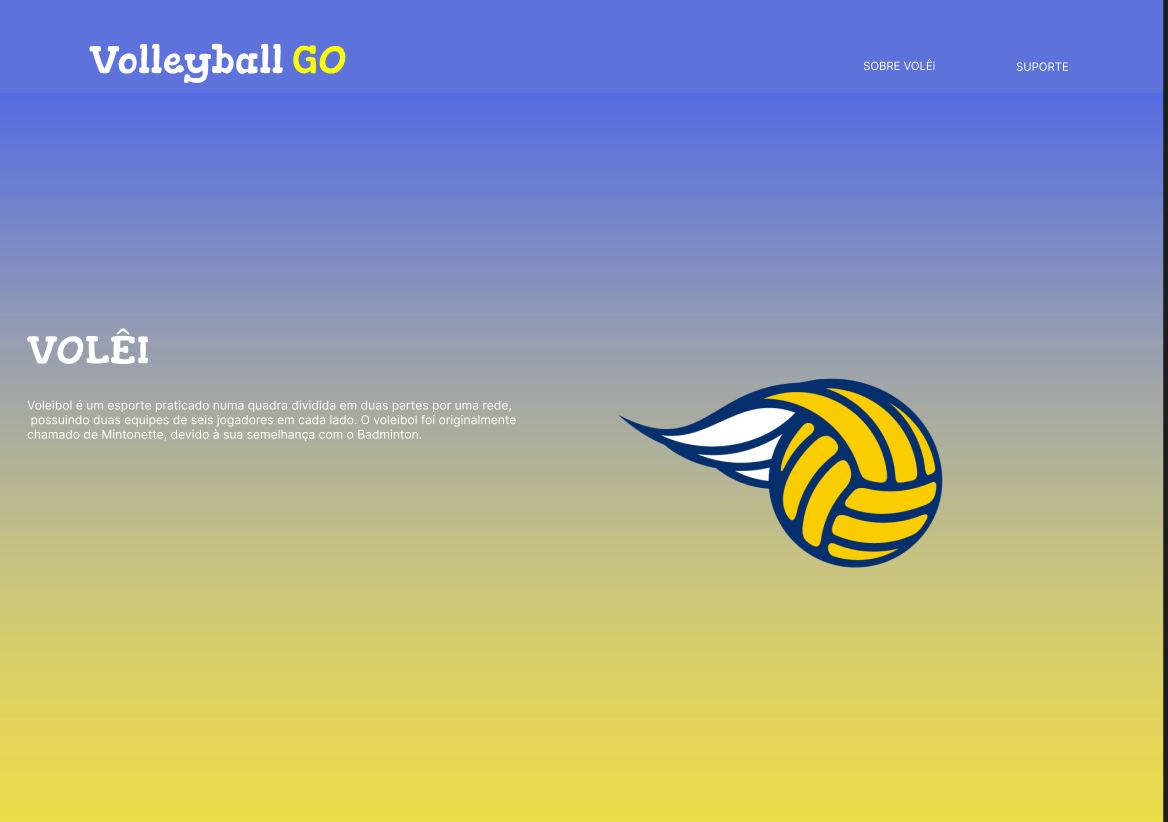 Volleyball GO
SOBRE VOLÊi
SUPORTE
VOLÊI
Voleibol é um esporte praticado numa quadra dividida em duas partes por uma rede,
possuindo duas equipes de seis jogadores em cada lado. O voleibol foi originalmente
chamado de Mintonette, devido à sua semelhança com o Badminton.